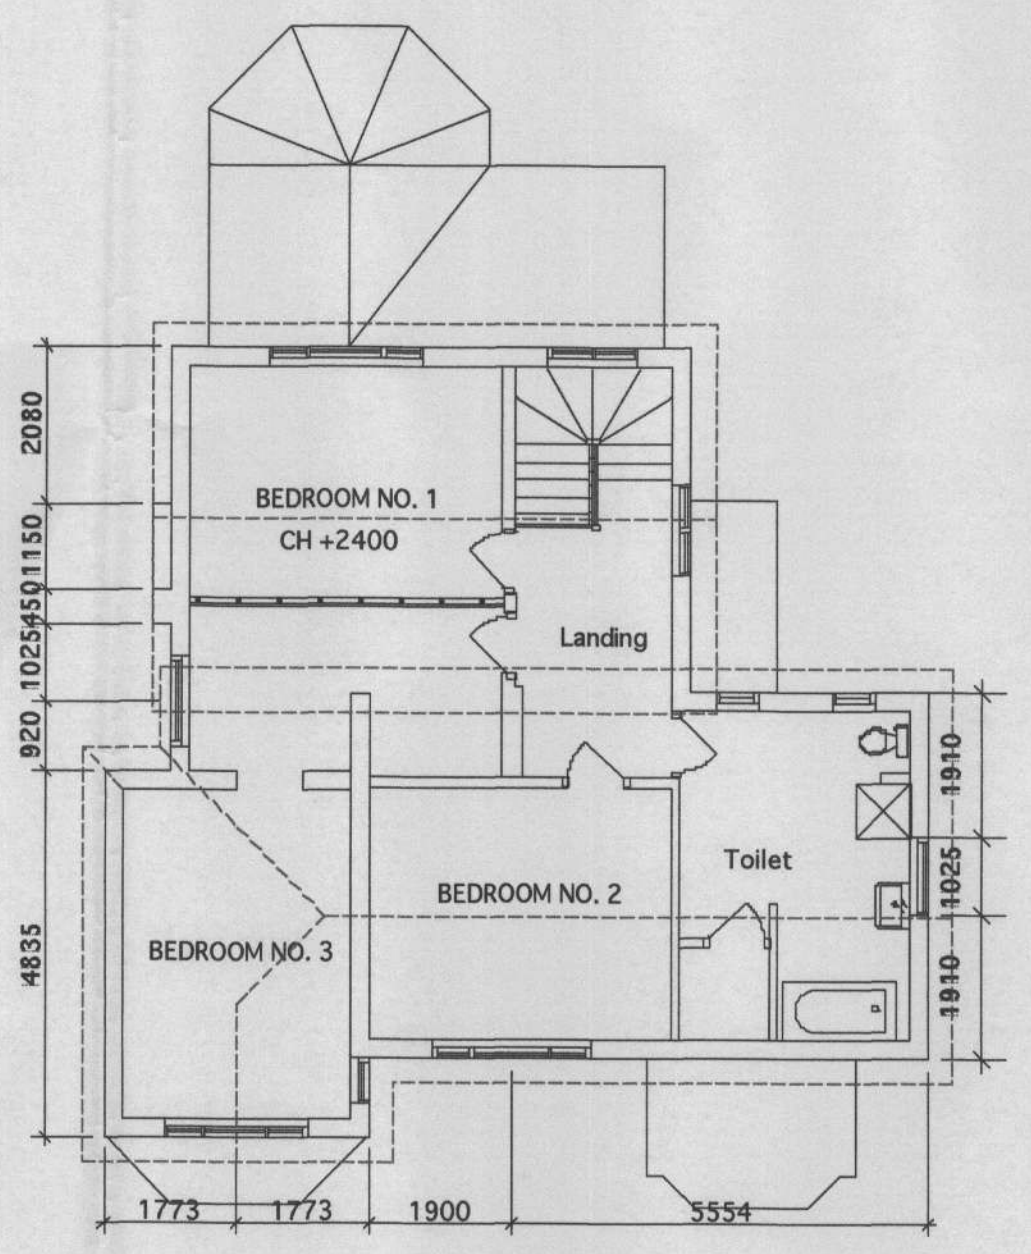 2080
1150
450
1025
920
4835
BEDROOM NO. 1
CH +2400
Landing
1910
1025
1910
Toilet
BEDROOM NO. 2
BEDROOM NO. 3
1773
1773
1900
5554